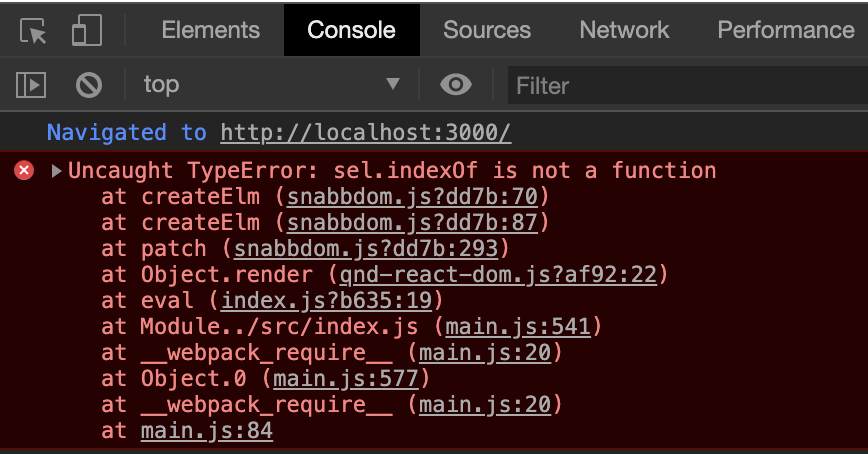 Elements Console Sources Network Performance
top Filter
Navigated to http://localhost:3000/
Uncaught TypeError: sel.indexOf is not a function
at createElm (snabbdom.js?dd7b:70)
at createElm (snabbdom.js?dd7b:87)
at patch (snabbdom.js?dd7b:293)
at Object.render (qnd-react-dom.js?af92:22)
at eval (index.js?b635:19)
at Module../src/index.js (main.js:541)
at __webpack_require__ (main.js:20)
at Object.0 (main.js:577)
at __webpack_require__ (main.js:20)
at main.js:84